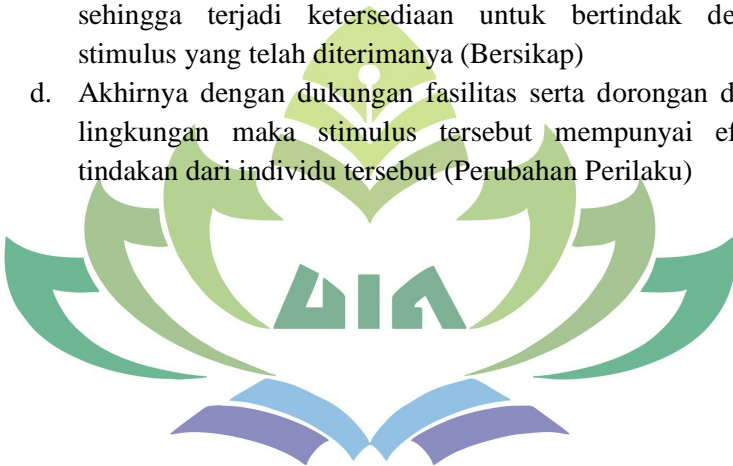 sehingga terjadi ketersediaan untuk bertindak de
stimulus yang telah diterimanya (Bersikap)
d. Akhirnya dengan dukungan fasilitas serta dorongan d
lingkungan maka stimulus tersebut mempunyai ef
tindakan dari individu tersebut (Perubahan Perilaku)
UIN